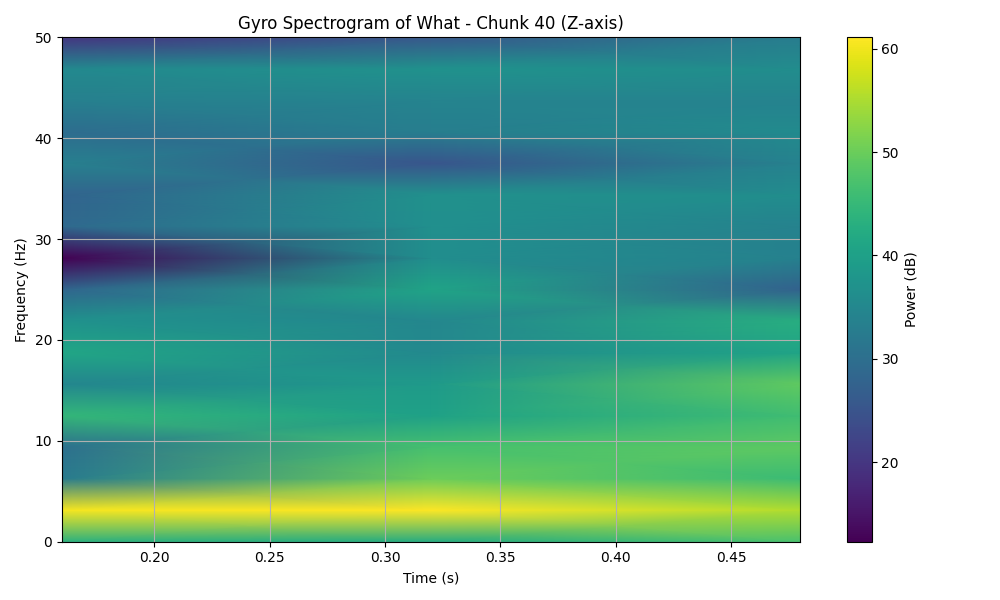 Gyro Spectrogram of What - Chunk 40 (Z-axis)
50
40
30
20
10
0
Frequency (Hz)
0.20 0.25 0.30 0.35 0.40 0.45
Time (s)
60
50
40
30
20
Power (dB)